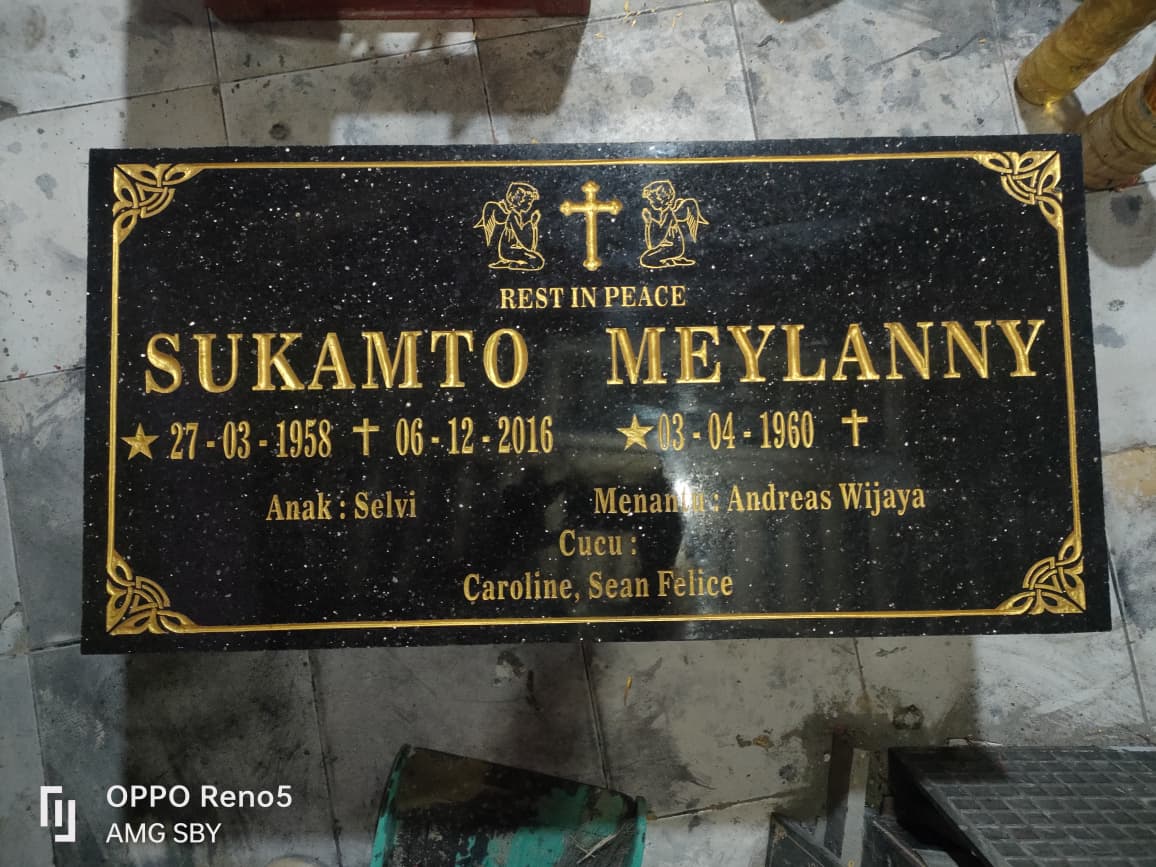 REST IN PEACE
SUKAMTO MEYLANNY
★ 27 - 03 - 1958 ✝ 06 - 12 - 2016 ★ 03 - 04 - 1960 ✝
Anak : Selvi Menantu : Andreas Wijaya
Cucu :
Caroline, Sean Felice
OPPO Reno5
AMG SBY